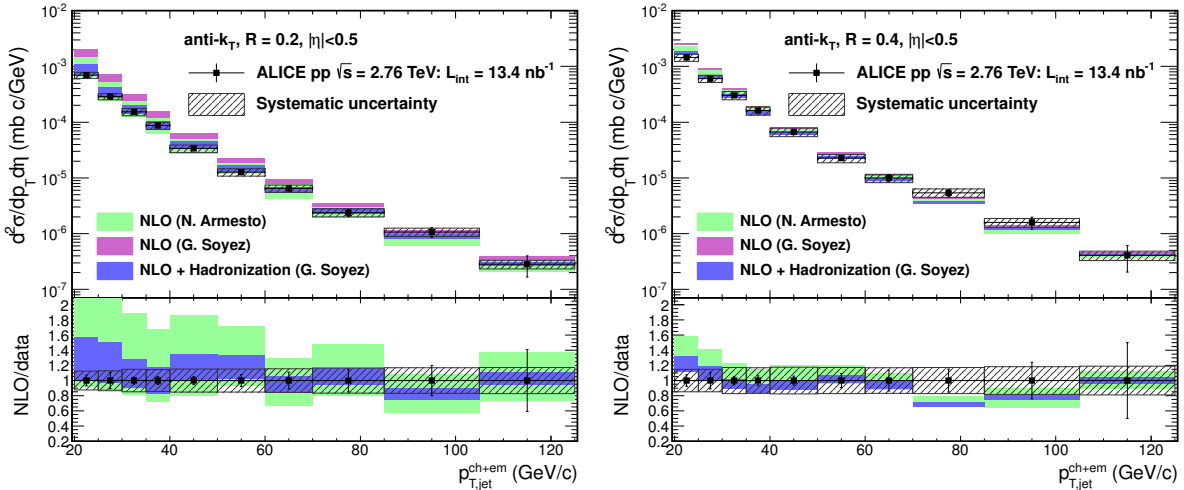 anti-k_T, R = 0.2, |η|<0.5
ALICE pp √s = 2.76 TeV: L_int = 13.4 nb^-1
Systematic uncertainty
NLO (N. Armesto)
NLO (G. Soyez)
NLO + Hadronization (G. Soyez)
d^2σ/dp_T dη (mb c/GeV)
10^-2
10^-3
10^-4
10^-5
10^-6
10^-7
NLO/data
2
1.8
1.6
1.4
1.2
1
0.8
0.6
0.4
0.2
20 40 60 80 100 120
p_T,jet^ch+em (GeV/c)
anti-k_T, R = 0.4, |η|<0.5
ALICE pp √s = 2.76 TeV: L_int = 13.4 nb^-1
Systematic uncertainty
NLO (N. Armesto)
NLO (G. Soyez)
NLO + Hadronization (G. Soyez)
d^2σ/dp_T dη (mb c/GeV)
10^-2
10^-3
10^-4
10^-5
10^-6
10^-7
NLO/data
2
1.8
1.6
1.4
1.2
1
0.8
0.6
0.4
0.2
20 40 60 80 100 120
p_T,jet^ch+em (GeV/c)